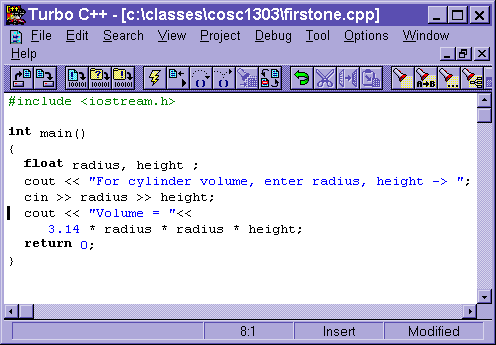 Turbo C++ - [c:\classes\cosc1303\firstone.cpp]
File Edit Search View Project Debug Tool Options Window
Help
A→B
#include <iostream.h>
int main()
{
float radius, height ;
cout << "For cylinder volume, enter radius, height -> ";
cin >> radius >> height;
cout << "Volume = "<<
3.14 * radius * radius * height;
return 0;
}
8:1 Insert Modified